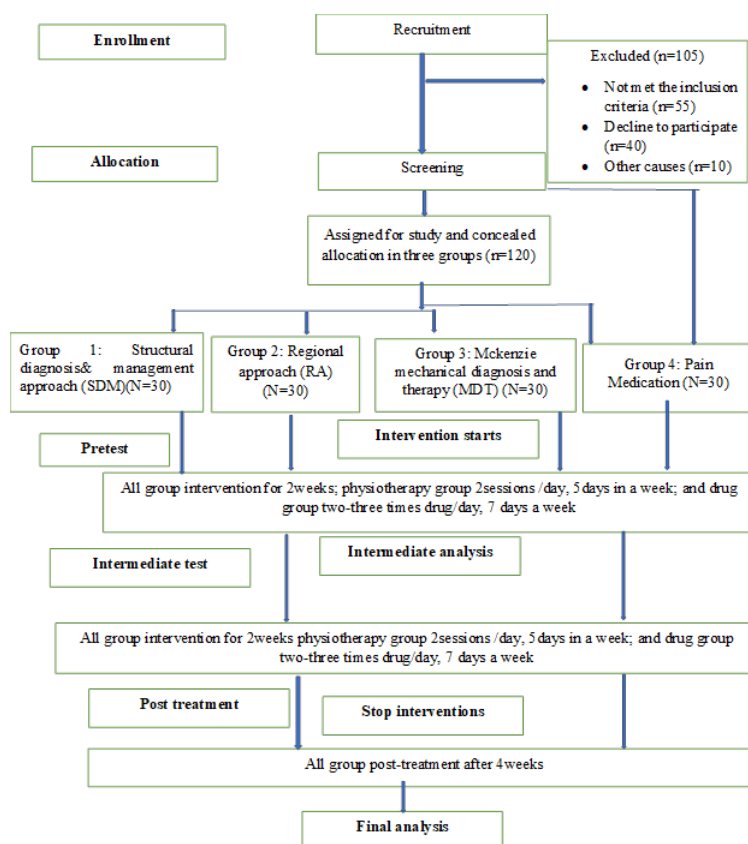 Enrollment
Recruitment
Excluded (n=105)
• Not met the inclusion
criteria (n=55)
• Decline to participate
(n=40)
• Other causes (n=10)
Allocation
Screening
Assigned for study and concealed
allocation in three groups (n=120)
Group 1: Structural
diagnosis& management
approach (SDM)(N=30)
Group 2: Regional
approach (RA)
(N=30)
Group 3: Mckenzie
mechanical diagnosis and
therapy (MDT) (N=30)
Group 4: Pain
Medication (N=30)
Pretest
Intervention starts
All group intervention for 2weeks; physiotherapy group 2sessions /day, 5days in a week; and drug
group two-three times drug/day, 7 days a week
Intermediate test
Intermediate analysis
All group intervention for 2weeks physiotherapy group 2sessions /day, 5days in a week; and drug group
two-three times drug/day, 7 days a week
Post treatment
Stop interventions
All group post-treatment after 4weeks
Final analysis